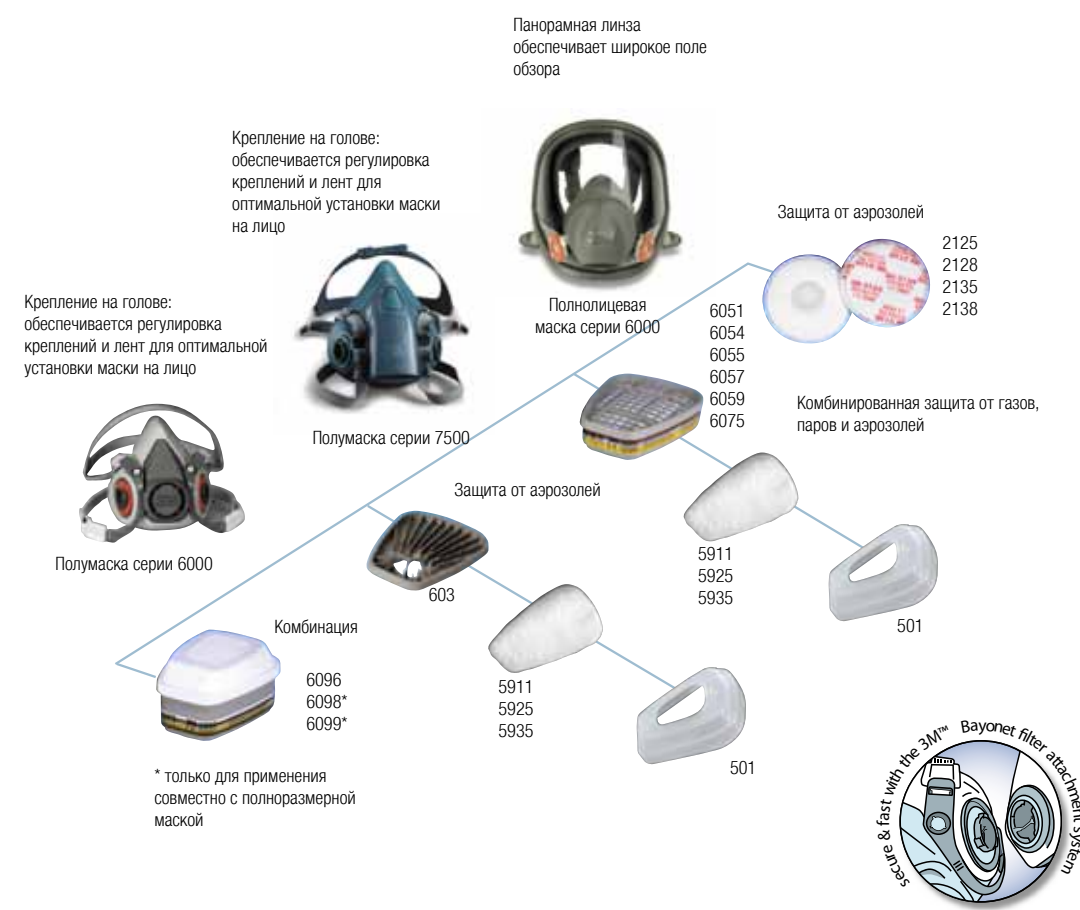 Панорамная линза
обеспечивает широкое поле
обзора
Крепление на голове:
обеспечивается регулировка
креплений и лент для
оптимальной установки маски
на лицо
Защита от аэрозолей
2125
2128
2135
2138
Крепление на голове:
обеспечивается регулировка
креплений и лент для оптимальной
установки маски на лицо
Полнолицевая
маска серии 6000
6051
6054
6055
6057
6059
6075
Комбинированная защита от газов,
паров и аэрозолей
Полумаска серии 7500
Защита от аэрозолей
Полумаска серии 6000
603
5911
5925
5935
501
Комбинация
6096
6098*
6099*
5911
5925
5935
501
* только для применения
совместно с полноразмерной
маской
secure & fast with the 3M™ Bayonet filter attachment system